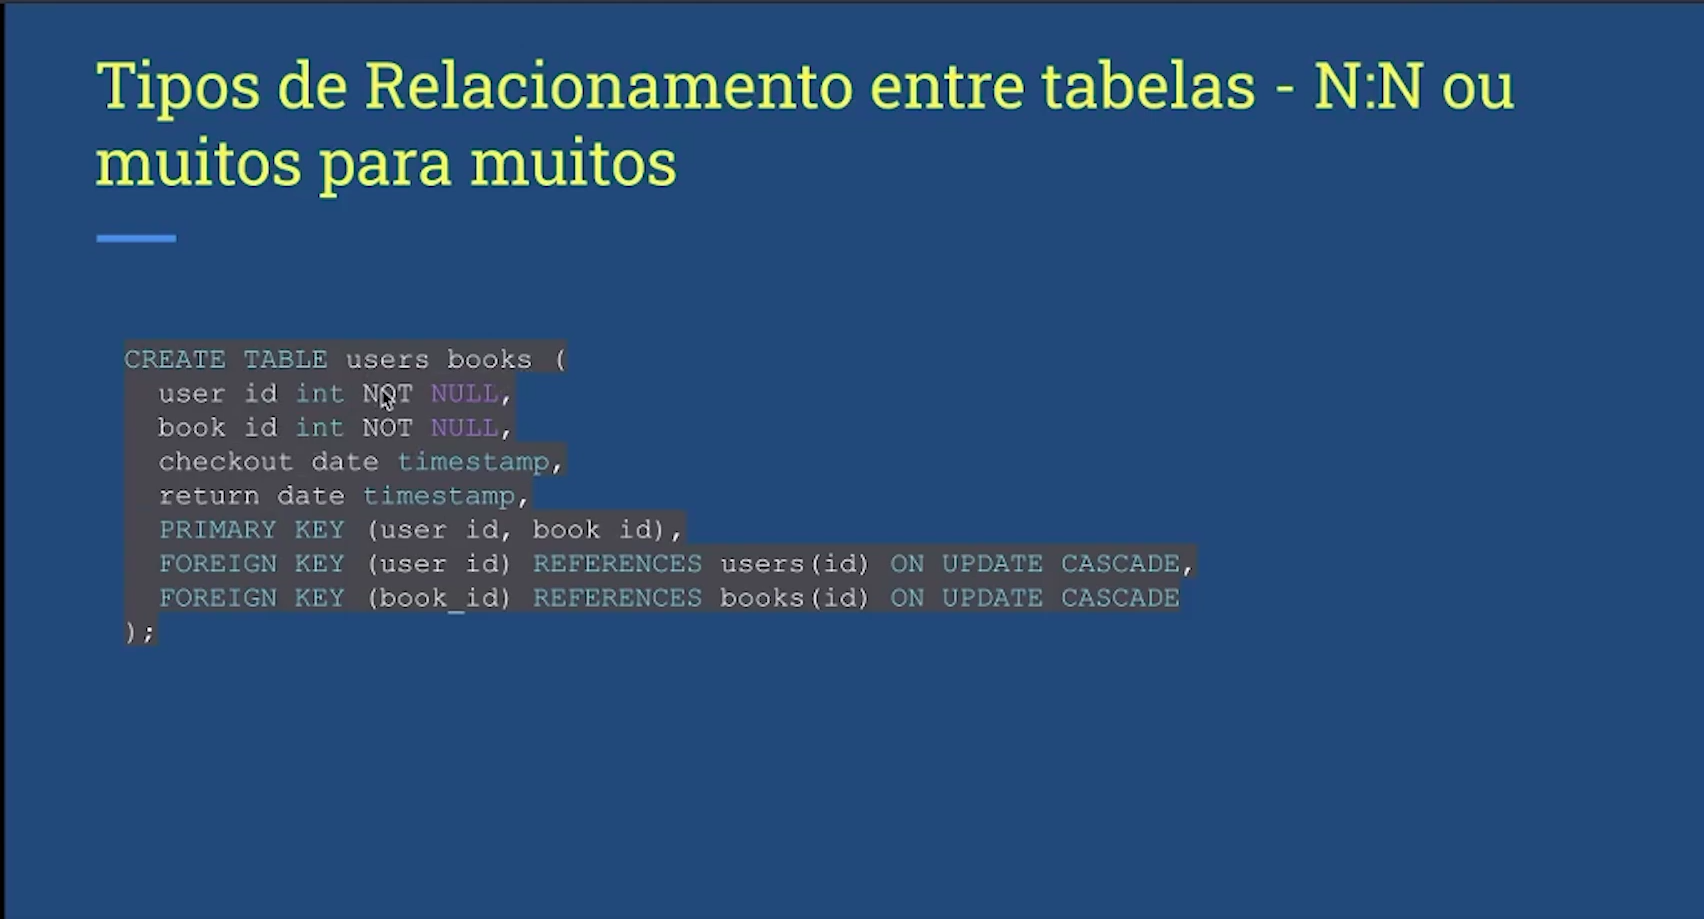 Tipos de Relacionamento entre tabelas - N:N ou
muitos para muitos
CREATE TABLE users books (
user id int NOT NULL,
book id int NOT NULL,
checkout date timestamp,
return date timestamp,
PRIMARY KEY (user id, book id),
FOREIGN KEY (user id) REFERENCES users(id) ON UPDATE CASCADE,
FOREIGN KEY (book_id) REFERENCES books(id) ON UPDATE CASCADE
);